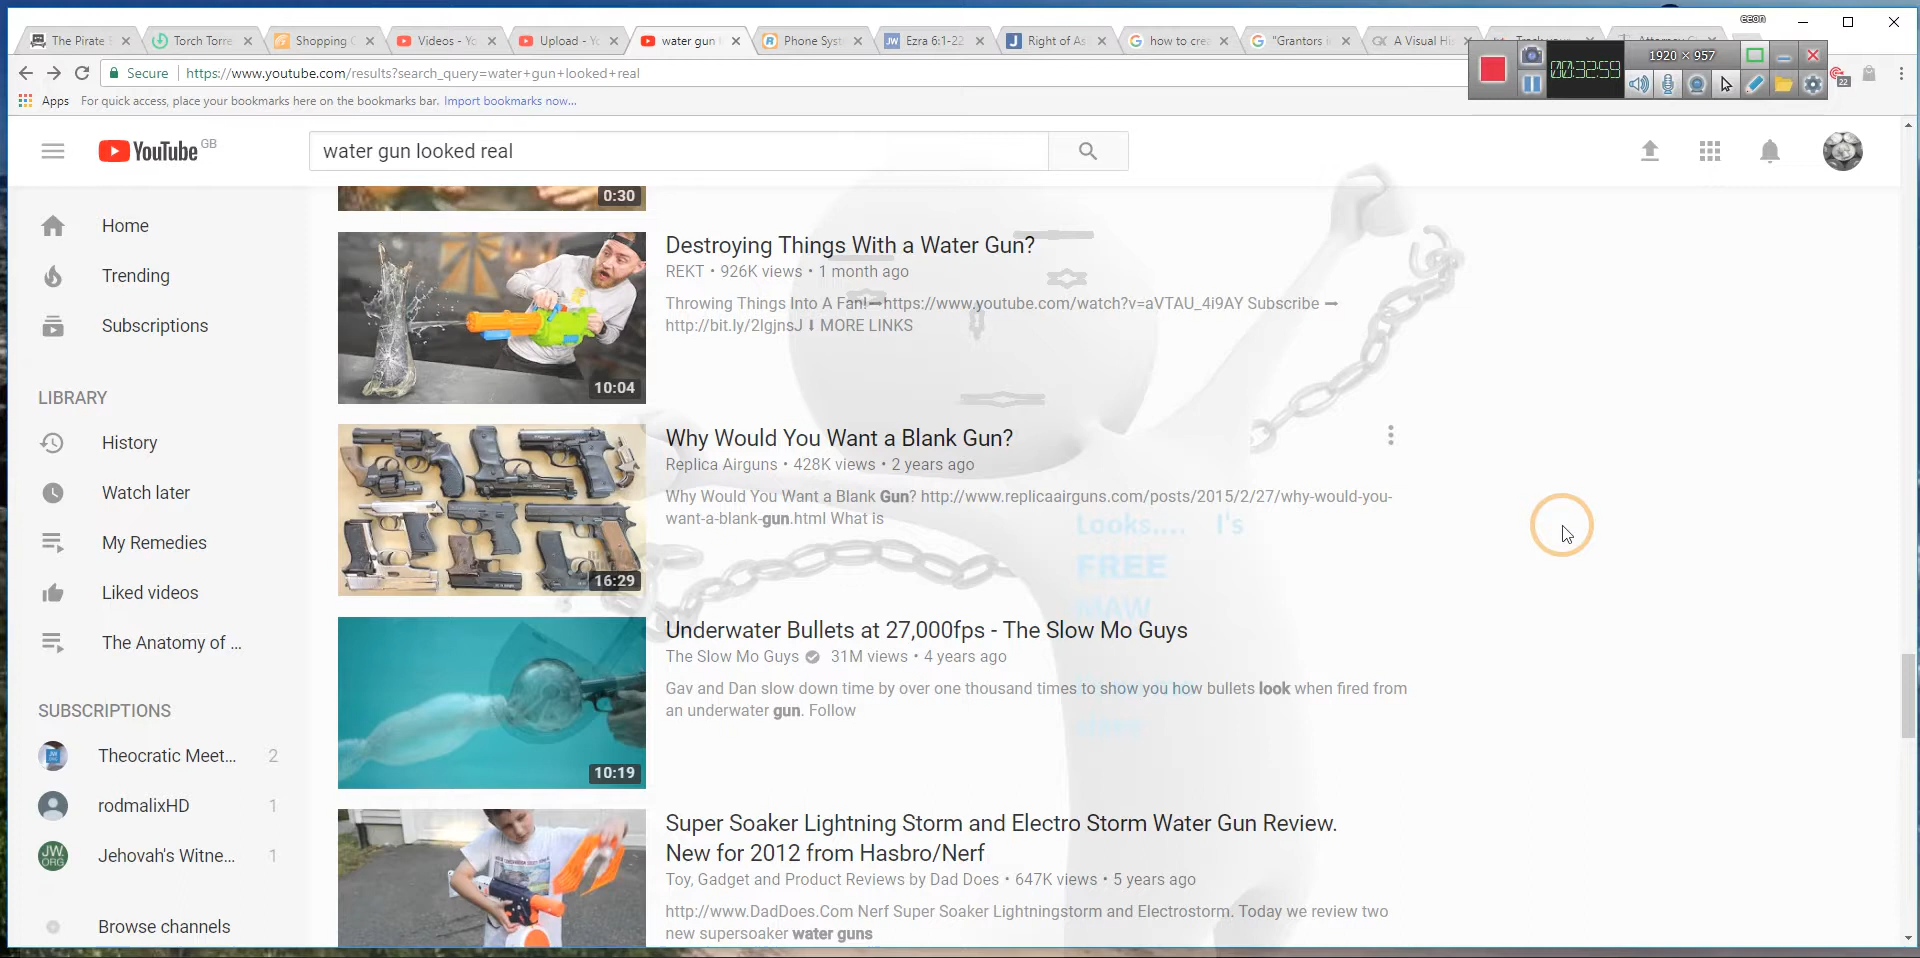 eeon
The Pirate
Torch Torre
Shopping C
Videos - Yo
Upload - Yo
water gun
Phone Syst
Ezra 6:1-22
Right of As
how to crea
"Grantors i
A Visual His
1920 × 957
00:32:59
Secure
https://www.youtube.com/results?search_query=water+gun+looked+real
22
Apps
For quick access, place your bookmarks here on the bookmarks bar. Import bookmarks now...
YouTube GB
water gun looked real
Home
Trending
Subscriptions
LIBRARY
History
Watch later
My Remedies
Liked videos
The Anatomy of ...
SUBSCRIPTIONS
Theocratic Meet... 2
rodmalixHD 1
JW.ORG
Jehovah's Witne... 1
Browse channels
0:30
Destroying Things With a Water Gun?
REKT • 926K views • 1 month ago
Throwing Things Into A Fan!➡https://www.youtube.com/watch?v=aVTAU_4i9AY Subscribe ➡
http://bit.ly/2lgjnsJ ⬇ MORE LINKS
10:04
Why Would You Want a Blank Gun?
Replica Airguns • 428K views • 2 years ago
Why Would You Want a Blank Gun? http://www.replicaairguns.com/posts/2015/2/27/why-would-you-
want-a-blank-gun.html What is
16:29
Looks.... I's
FREE
MAW
Underwater Bullets at 27,000fps - The Slow Mo Guys
The Slow Mo Guys 31M views • 4 years ago
Gav and Dan slow down time by over one thousand times to show you how bullets look when fired from
an underwater gun. Follow
10:19
Super Soaker Lightning Storm and Electro Storm Water Gun Review.
New for 2012 from Hasbro/Nerf
Toy, Gadget and Product Reviews by Dad Does • 647K views • 5 years ago
http://www.DadDoes.Com Nerf Super Soaker Lightningstorm and Electrostorm. Today we review two
new supersoaker water guns